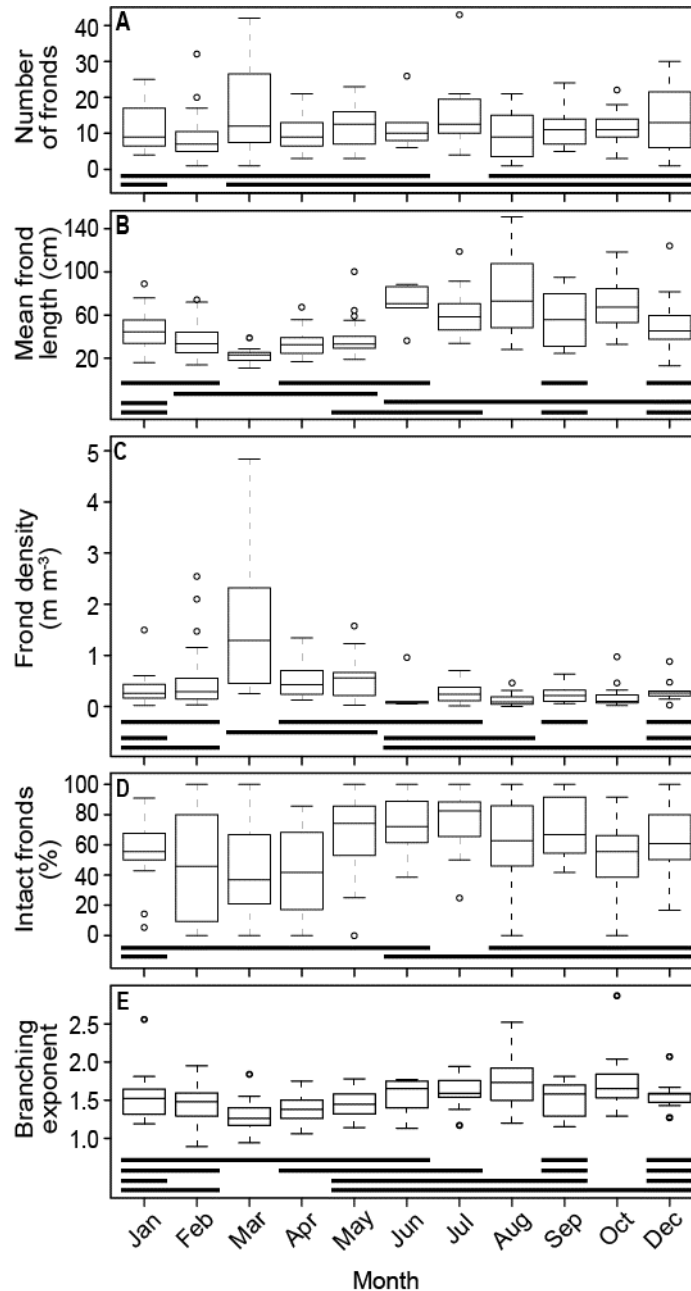 A
Number
of fronds
40
30
20
10
0
B
Mean frond
length (cm)
140
100
60
20
C
Frond density
(m m⁻³)
5
4
3
2
1
0
D
Intact fronds
(%)
100
80
60
40
20
0
E
Branching
exponent
2.5
2.0
1.5
1.0
Jan Feb Mar Apr May Jun Jul Aug Sep Oct Dec
Month